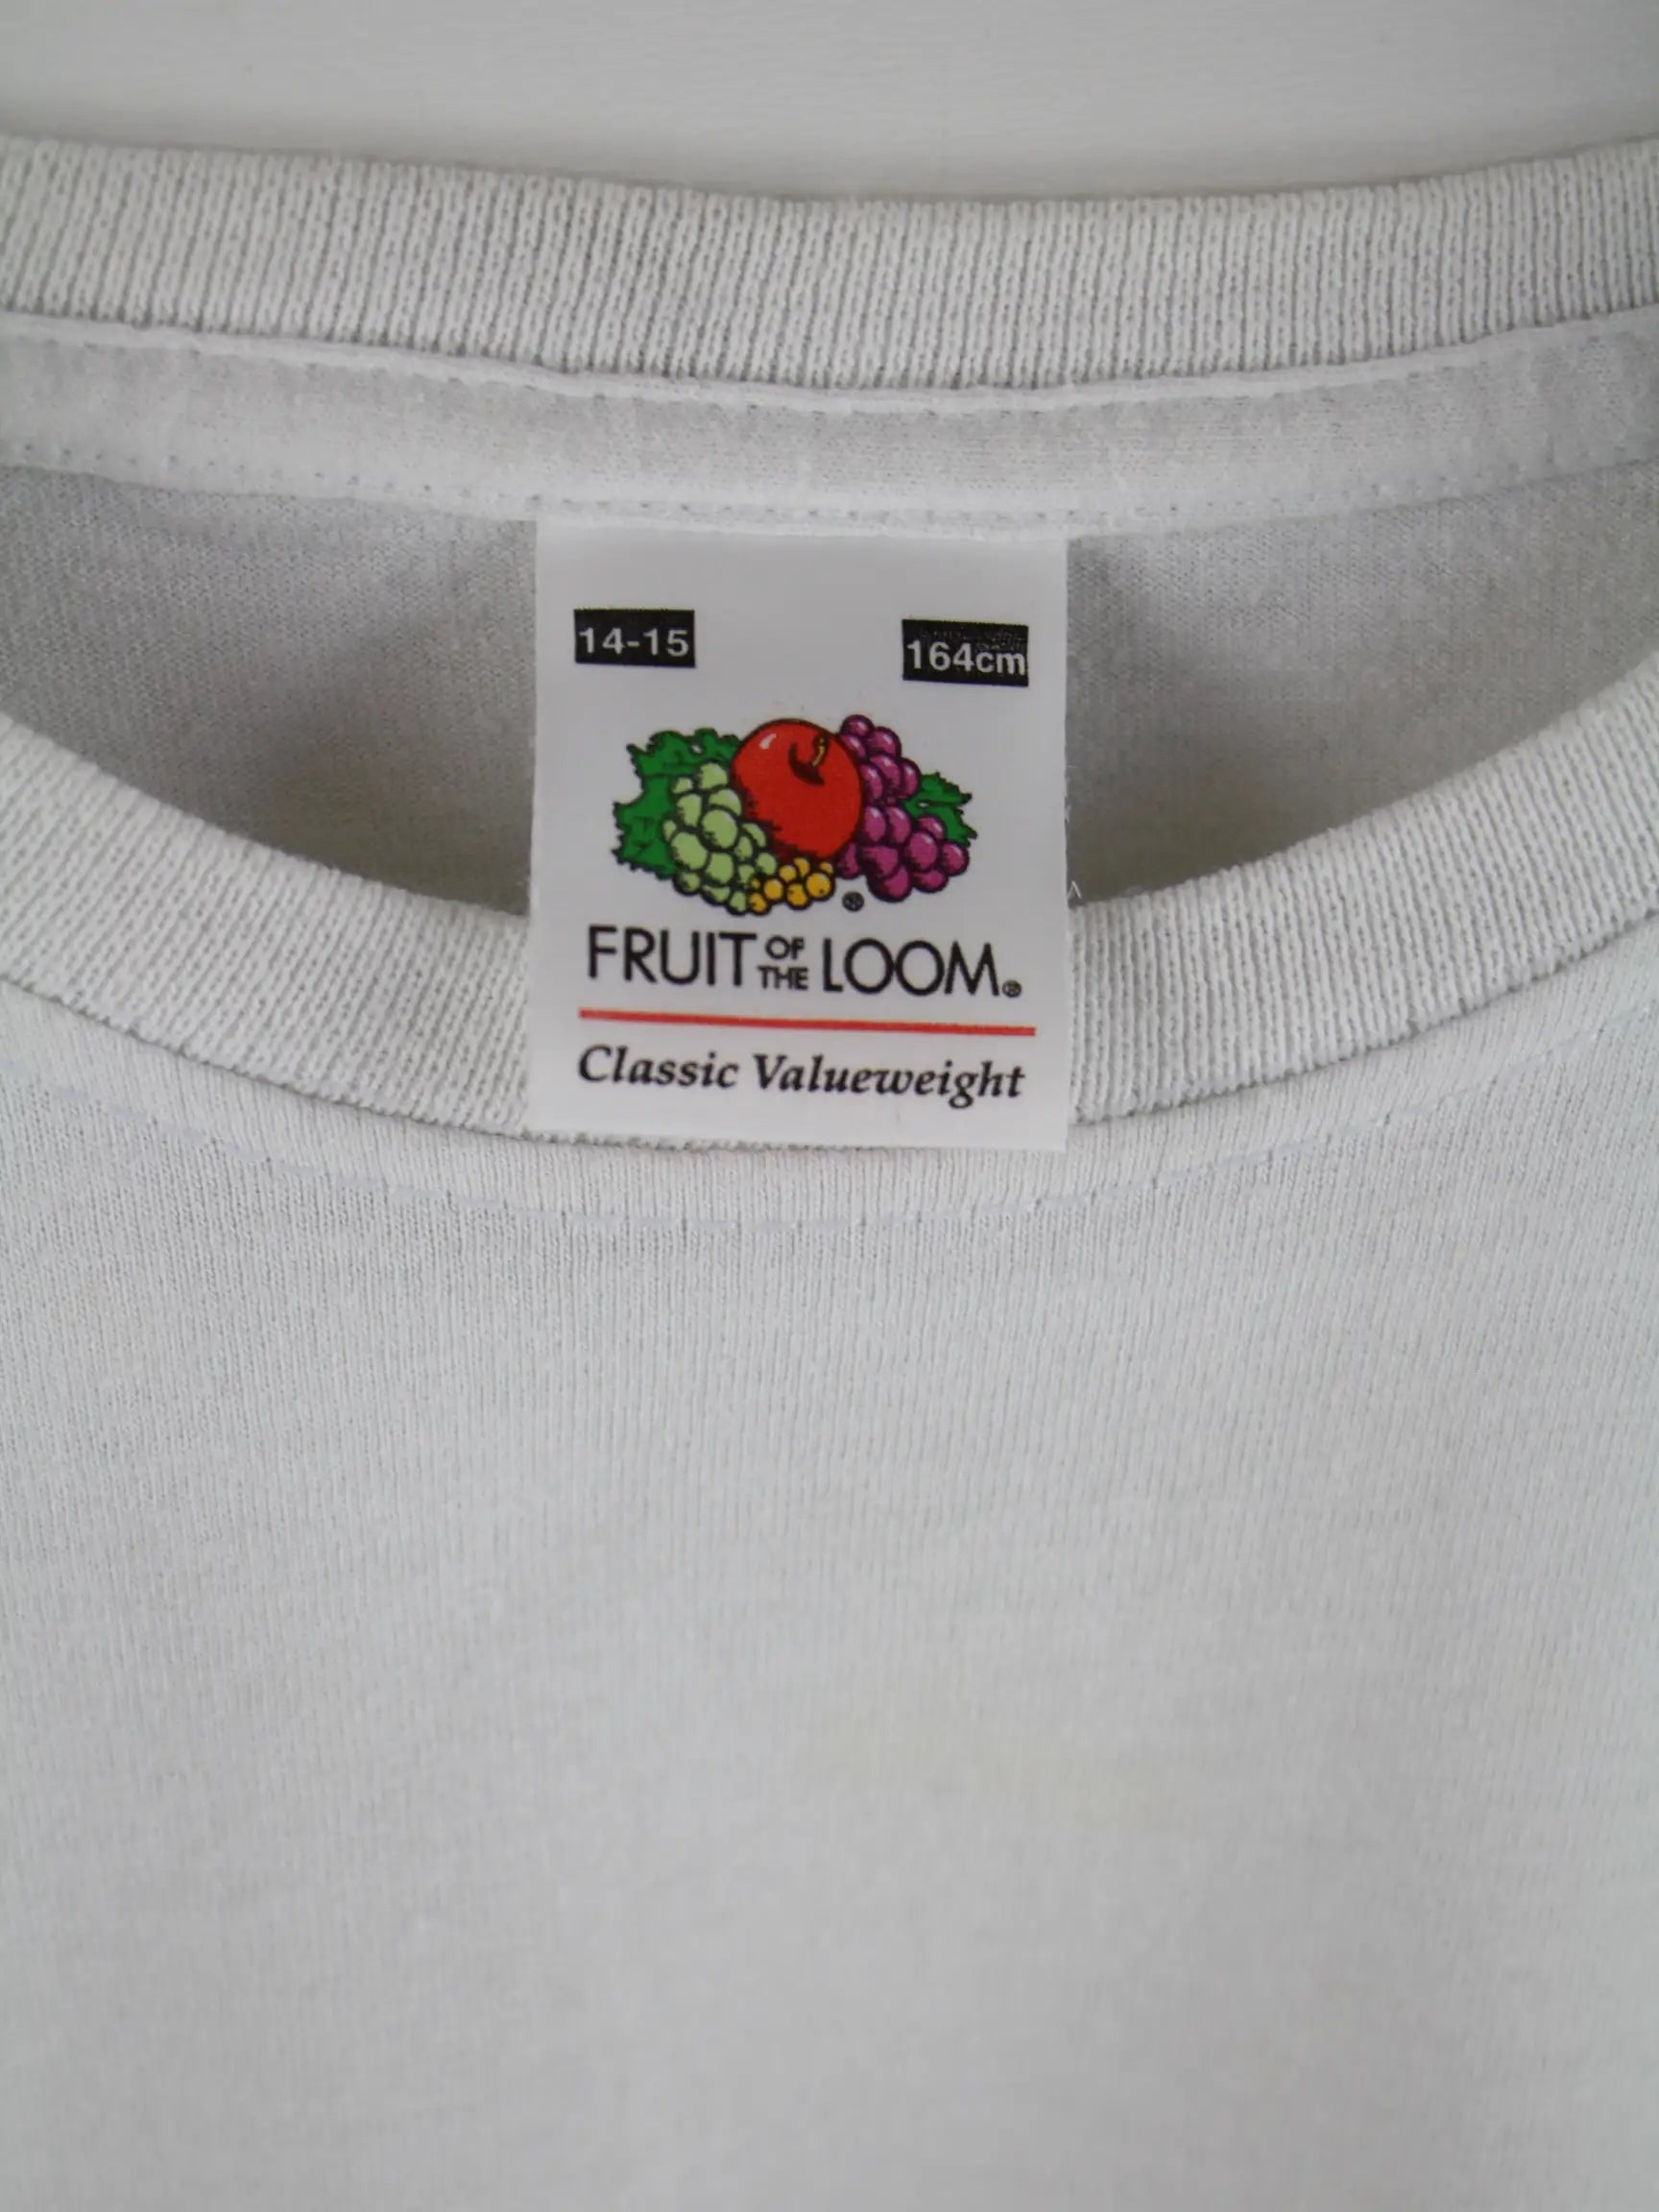 14-15 164cm
®
FRUIT OF THE LOOM®
Classic Valueweight